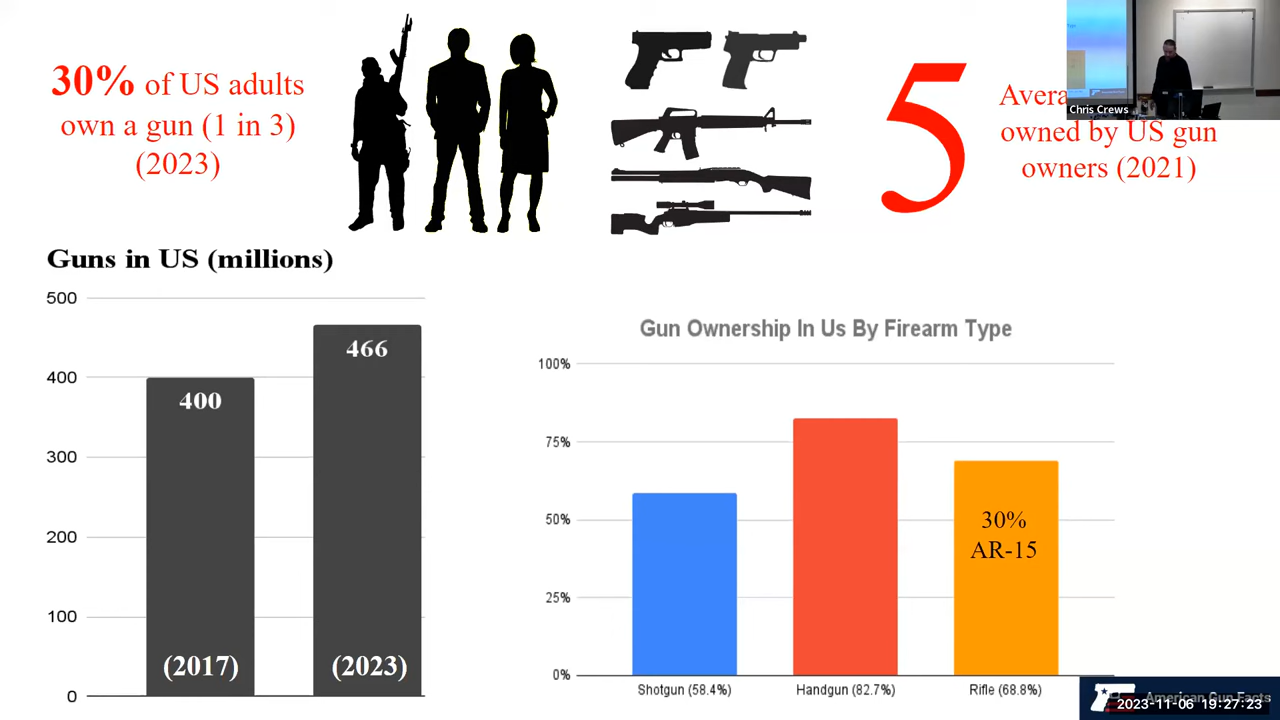 30% of US adults
own a gun (1 in 3)
(2023)
5
owned by US gun
owners (2021)
Chris Crews
Guns in US (millions)
500
400
300
200
100
0
400
(2017)
466
(2023)
Gun Ownership In Us By Firearm Type
100%
75%
50%
25%
0%
30%
AR-15
Shotgun (58.4%)
Handgun (82.7%)
Rifle (68.8%)
American Gun Facts
2023-11-06 19:27:23